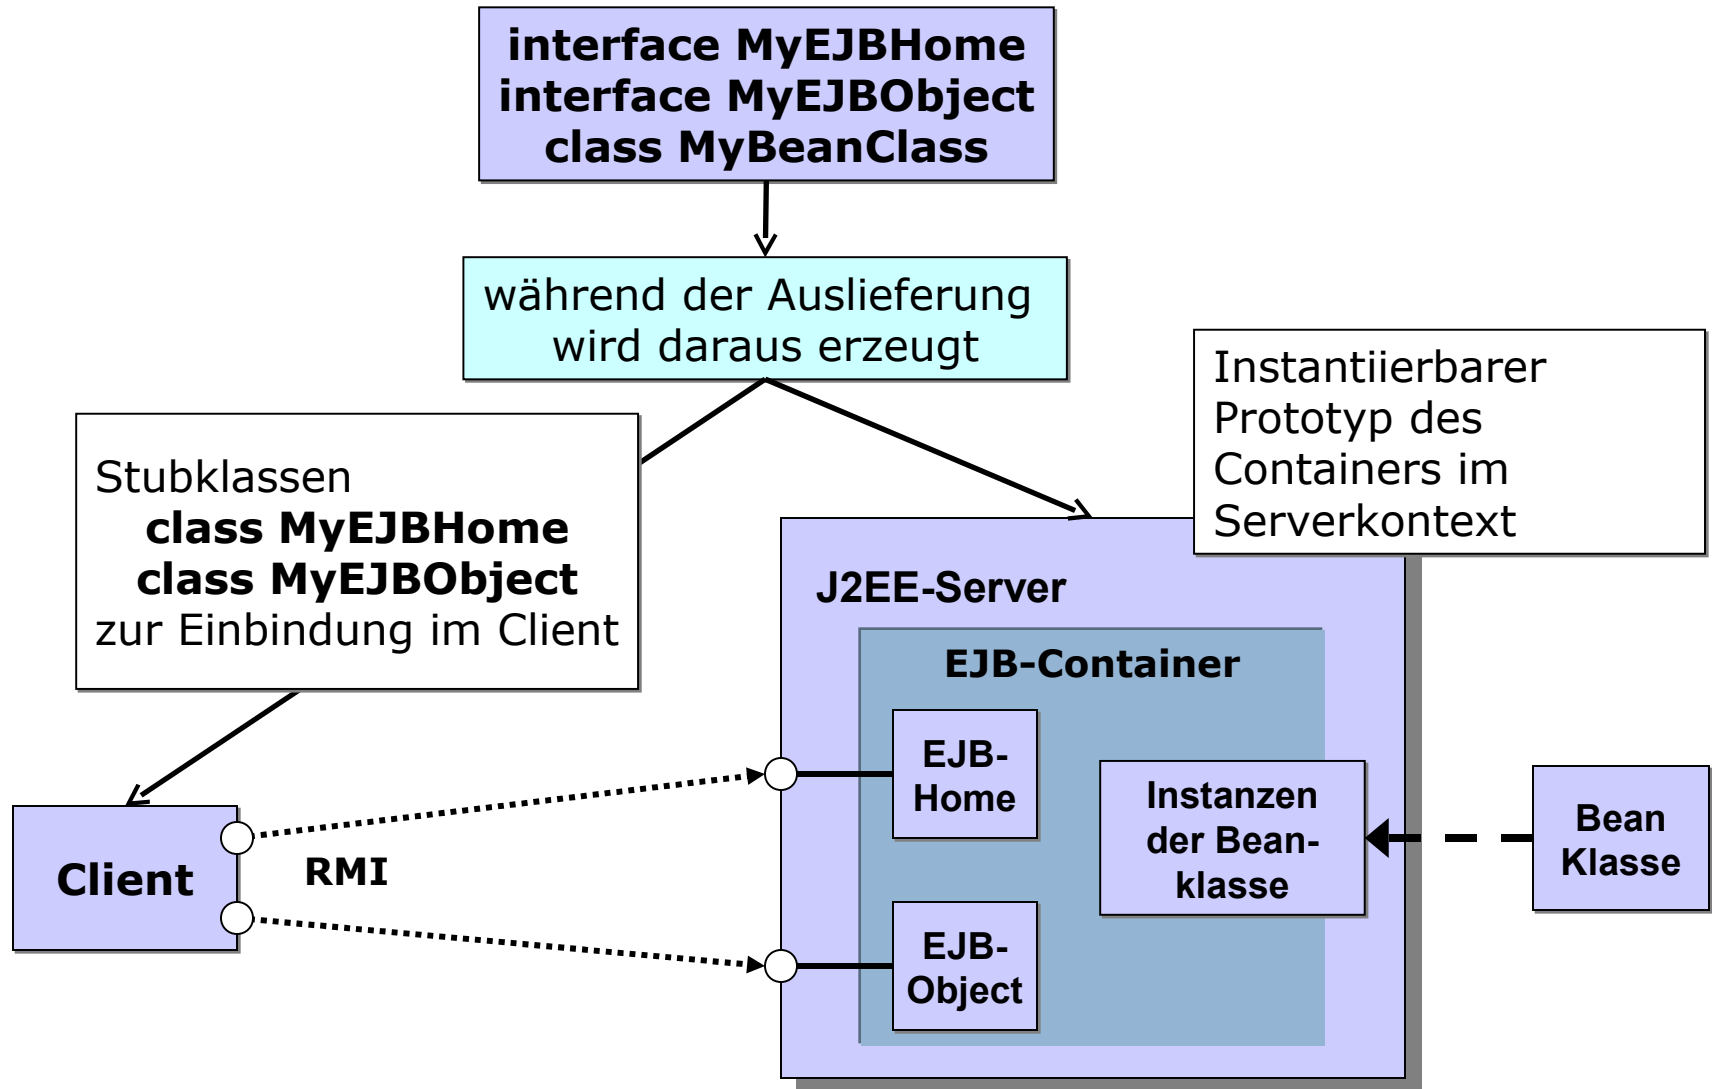 interface MyEJBHome
interface MyEJBObject
class MyBeanClass
während der Auslieferung
wird daraus erzeugt
Instantiierbarer
Prototyp des
Containers im
Serverkontext
Stubklassen
class MyEJBHome
class MyEJBObject
zur Einbindung im Client
J2EE-Server
EJB-Container
EJB-
Home
Instanzen
der Bean-
klasse
Bean
Klasse
Client
RMI
EJB-
Object